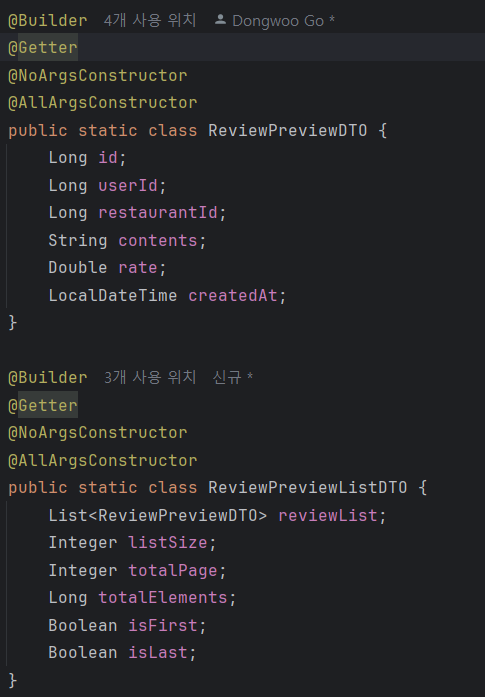 @Builder 4개 사용 위치 Dongwoo Go *
@Getter
@NoArgsConstructor
@AllArgsConstructor
public static class ReviewPreviewDTO {
    Long id;
    Long userId;
    Long restaurantId;
    String contents;
    Double rate;
    LocalDateTime createdAt;
}
@Builder 3개 사용 위치 신규 *
@Getter
@NoArgsConstructor
@AllArgsConstructor
public static class ReviewPreviewListDTO {
    List<ReviewPreviewDTO> reviewList;
    Integer listSize;
    Integer totalPage;
    Long totalElements;
    Boolean isFirst;
    Boolean isLast;
}